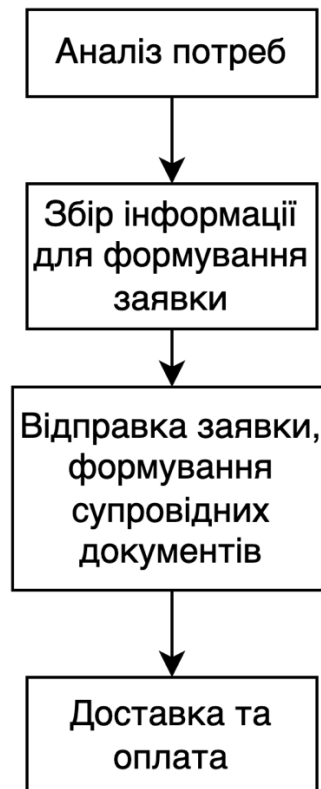 Аналіз потреб
Збір інформації
для формування
заявки
Відправка заявки,
формування
супровідних
документів
Доставка та
оплата